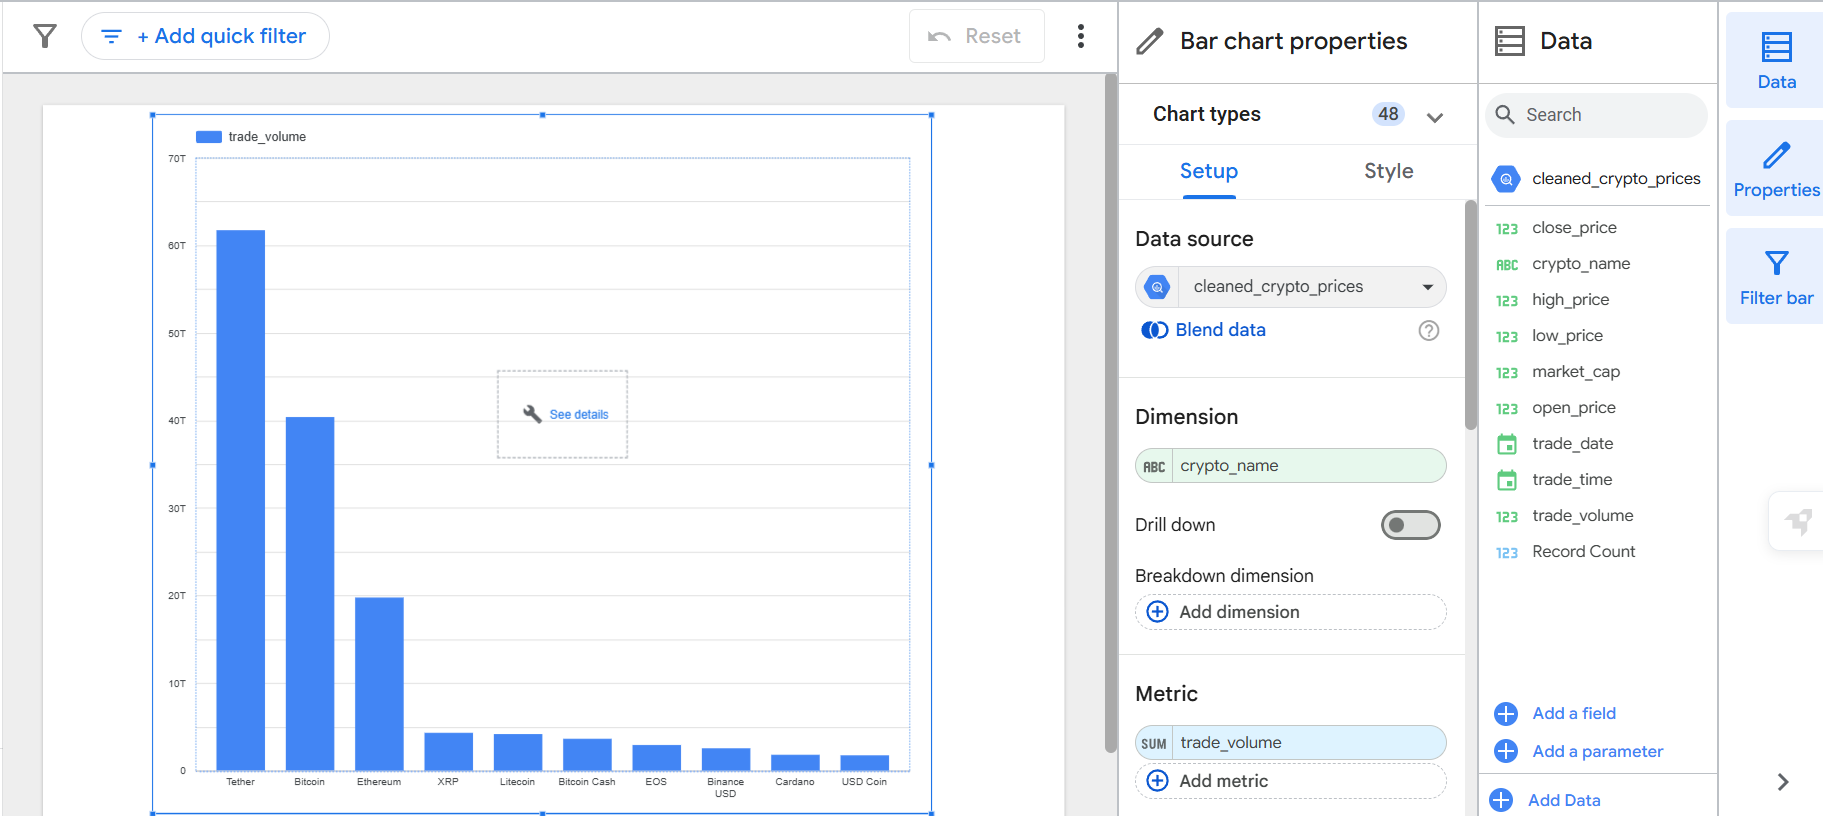 + Add quick filter
Reset
trade_volume
70T
60T
50T
40T
30T
20T
10T
0
See details
Tether
Bitcoin
Ethereum
XRP
Litecoin
Bitcoin Cash
EOS
Binance
USD
Cardano
USD Coin
Bar chart properties
Chart types 48
Setup Style
Data source
cleaned_crypto_prices
Blend data ?
Dimension
ABC crypto_name
Drill down
Breakdown dimension
Add dimension
Metric
SUM trade_volume
Add metric
Data
Search
cleaned_crypto_prices
123 close_price
ABC crypto_name
123 high_price
123 low_price
123 market_cap
123 open_price
trade_date
trade_time
123 trade_volume
123 Record Count
Add a field
Add a parameter
Add Data
Data
Properties
Filter bar